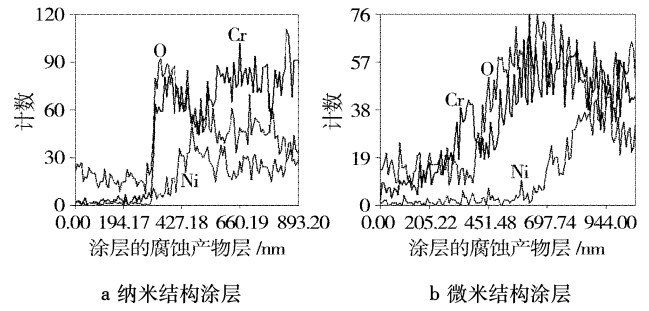 120
90
60
30
0
O
Cr
Ni
计数
0.00 194.17 427.18 660.19 893.20
涂层的腐蚀产物层/nm
a 纳米结构涂层
76
57
38
19
0
Cr
O
Ni
计数
0.00 205.22 451.48 697.74 944.00
涂层的腐蚀产物层/nm
b 微米结构涂层